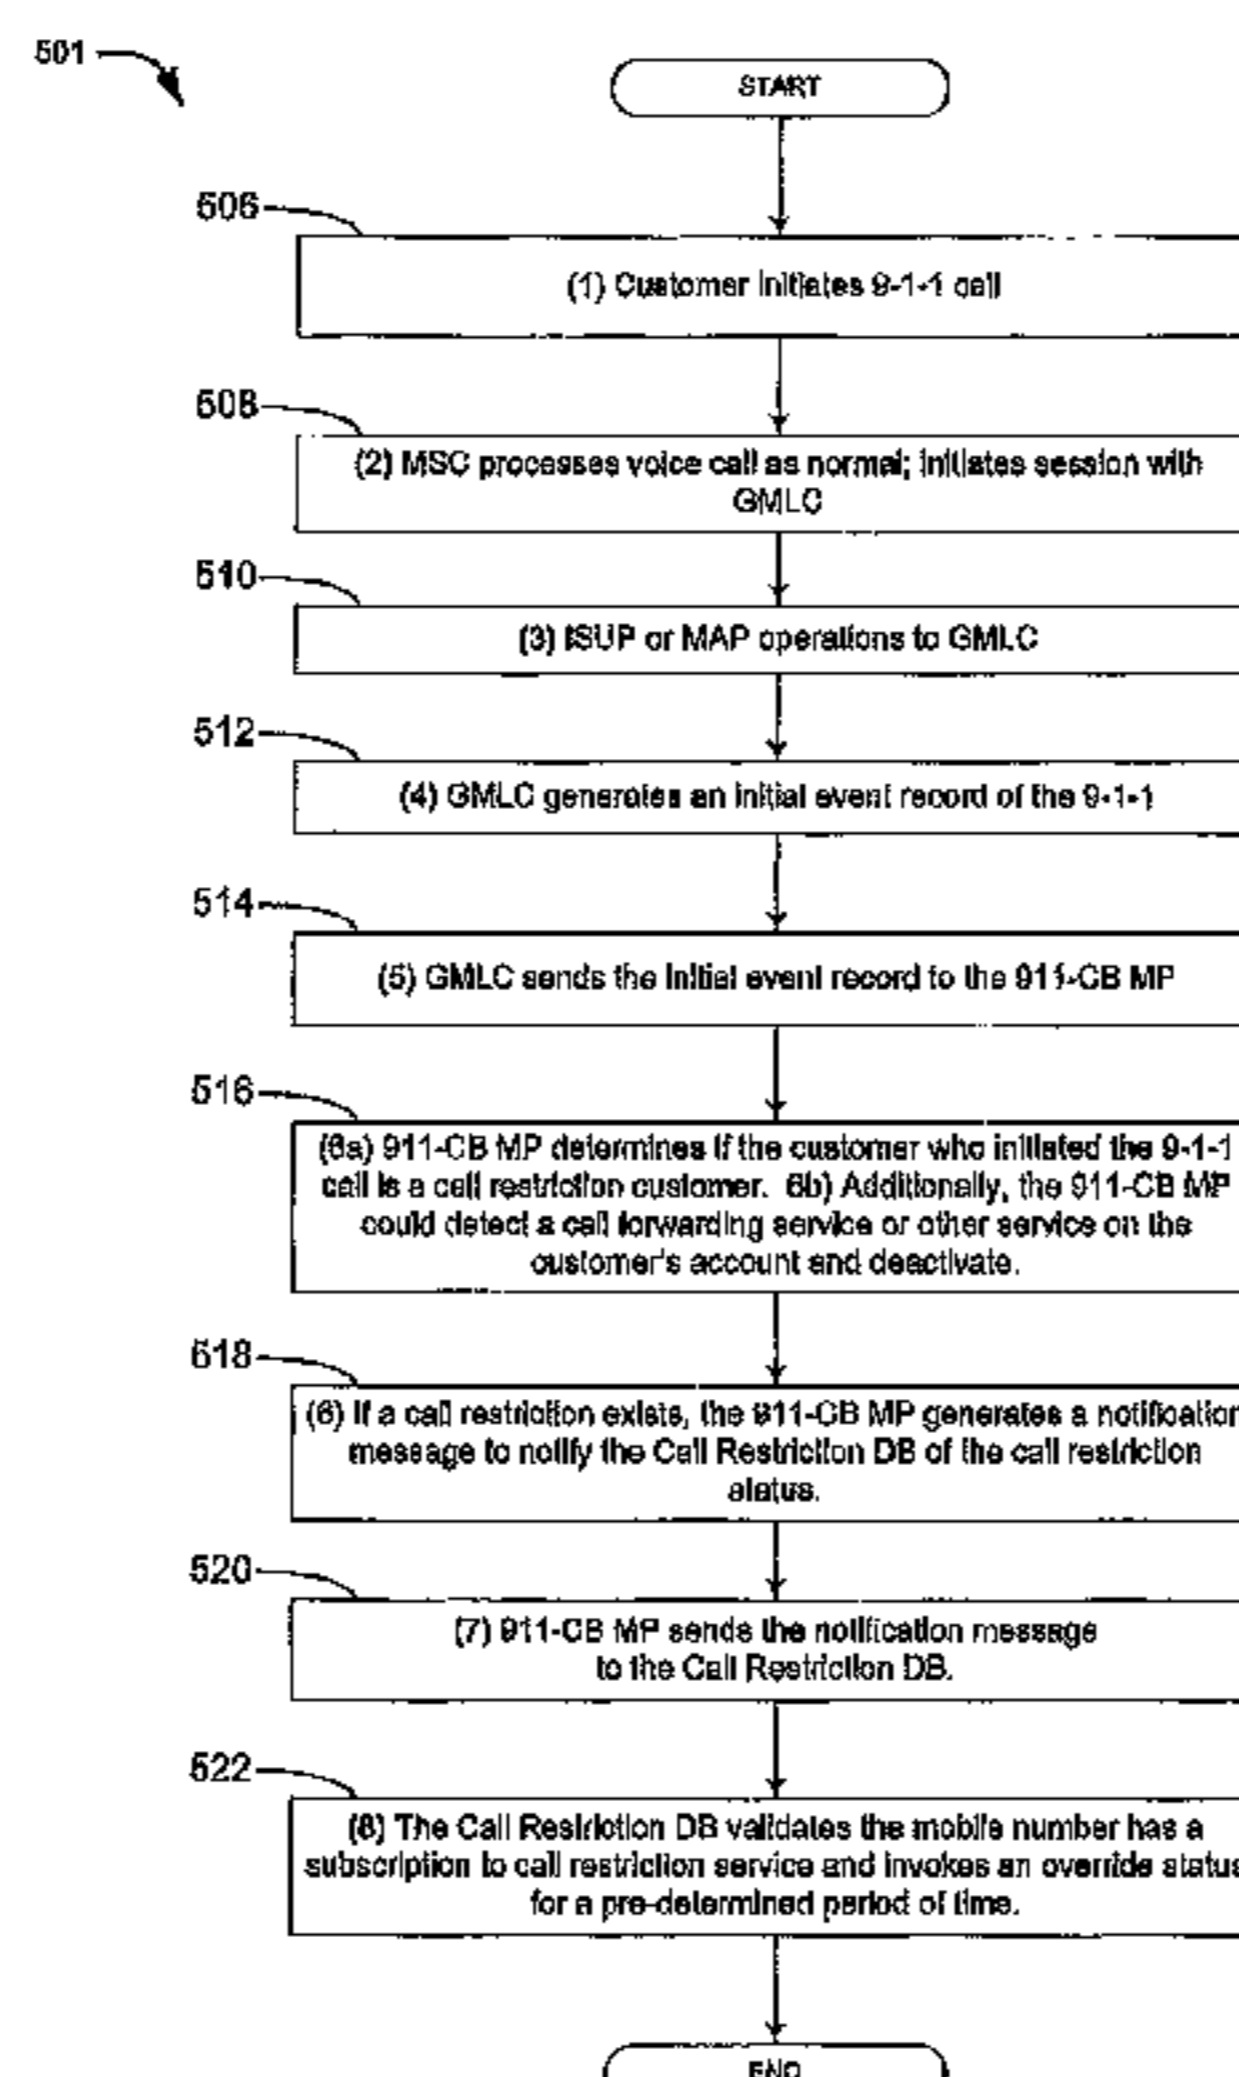 501
START
506
(1) Customer initiates 9-1-1 call
508
(2) MSC processes voice call as normal; initiates session with
GMLC
510
(3) ISUP or MAP operations to GMLC
512
(4) GMLC generates an initial event record of the 9-1-1
514
(5) GMLC sends the initial event record to the 911-CB MP
516
(6a) 911-CB MP determines if the customer who initiated the 9-1-1
call is a call restriction customer. 6b) Additionally, the 911-CB MP
could detect a call forwarding service or other service on the
customer's account and deactivate.
518
(6) If a call restriction exists, the 911-CB MP generates a notification
message to notify the Call Restriction DB of the call restriction
status.
520
(7) 911-CB MP sends the notification message
to the Call Restriction DB.
522
(8) The Call Restriction DB validates the mobile number has a
subscription to call restriction service and invokes an override status
for a pre-determined period of time.
END